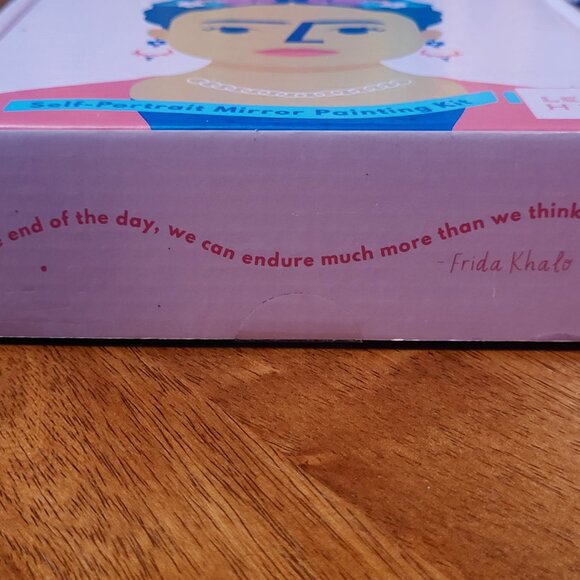 Self-Portrait Mirror Painting Kit
LE
H
e end of the day, we can endure much more than we think
- Frida Khalo